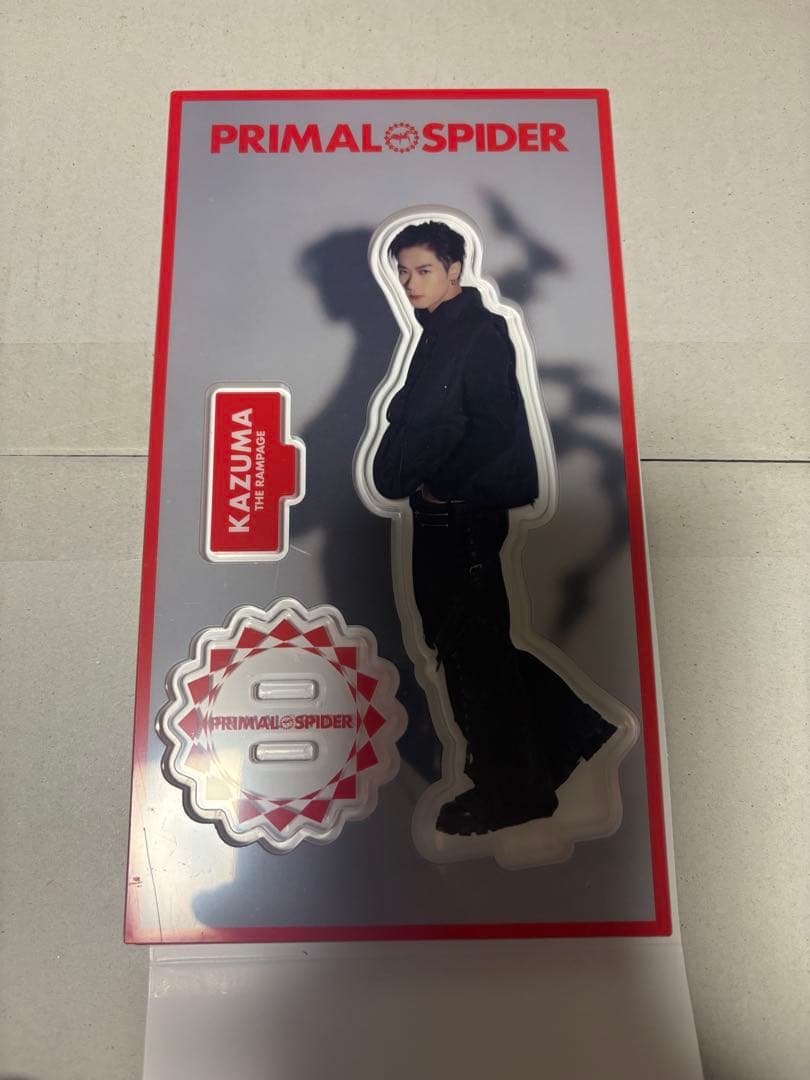 PRIMAL SPIDER
KAZUMA
THE RAMPAGE
PRIMAL SPIDER